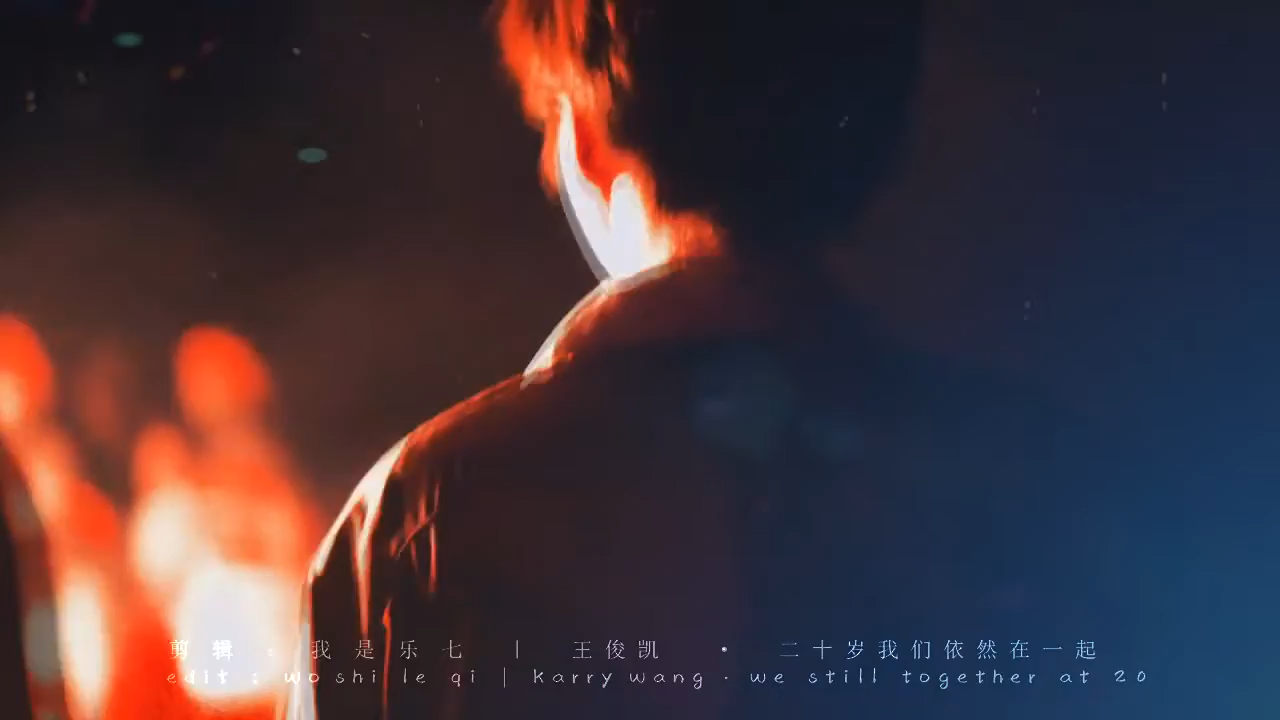 剪辑：我是乐七 | 王俊凯 · 二十岁我们依然在一起
edit : wo shi le qi | karry wang · we still together at 20